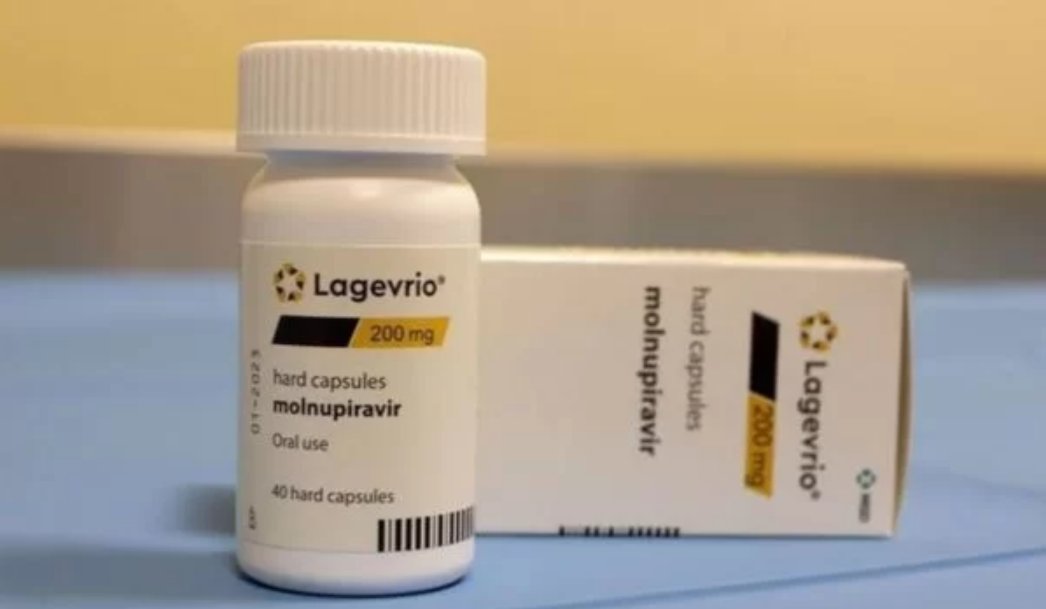 Lagevrio®
200 mg
hard capsules
molnupiravir
Oral use
40 hard capsules
01-2023
Lagevrio®
200 mg
hard capsules
molnupiravir
MSD